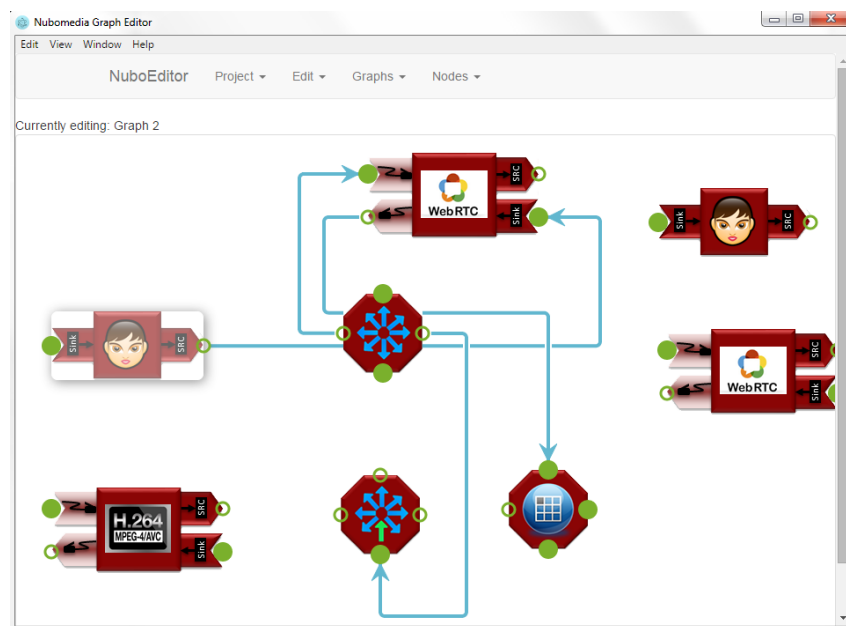 Nubomedia Graph Editor
Edit View Window Help
NuboEditor Project Edit Graphs Nodes
Currently editing: Graph 2
SRC
WebRTC
Sink
Sink SRC
Sink SRC
SRC
WebRTC
Sink
SRC
H.264
MPEG-4/AVC
Sink